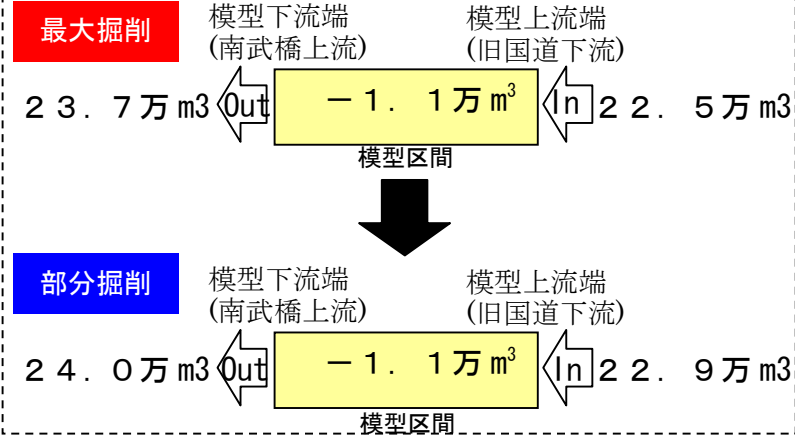 最大掘削
模型下流端
(南武橋上流)
模型上流端
(旧国道下流)
２３．７万m3 Out －１．１万m³ In ２２．５万m3
模型区間
部分掘削
模型下流端
(南武橋上流)
模型上流端
(旧国道下流)
２４．０万m3 Out －１．１万m³ In ２２．９万m3
模型区間